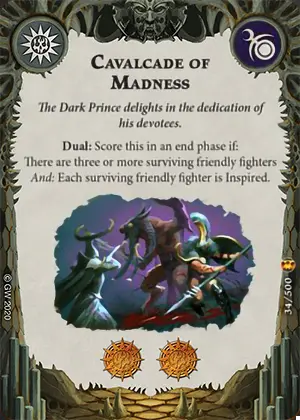 CAVALCADE OF
MADNESS
The Dark Prince delights in the dedication of
his devotees.
Dual: Score this in an end phase if:
There are three or more surviving friendly fighters
And: Each surviving friendly fighter is Inspired.
© GW 2020
34/500